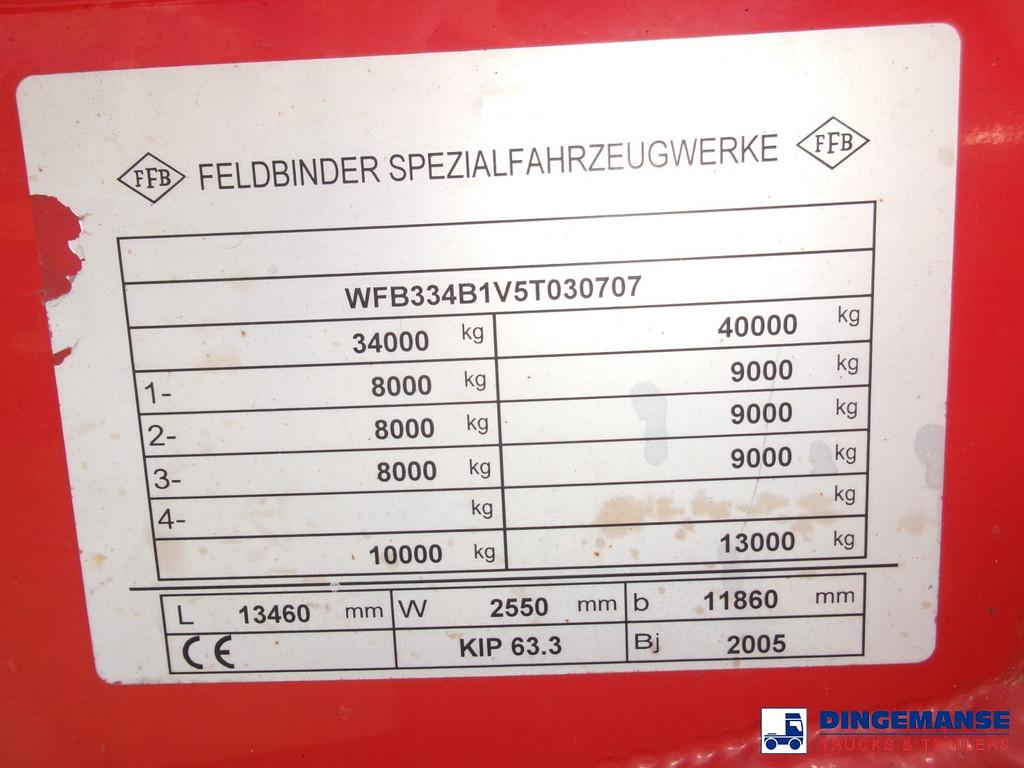 FFB FELDBINDER SPEZIALFAHRZEUGWERKE FFB
WFB334B1V5T030707
34000 kg 40000 kg
1- 8000 kg 9000 kg
2- 8000 kg 9000 kg
3- 8000 kg 9000 kg
4- kg kg
10000 kg 13000 kg
L 13460 mm W 2550 mm b 11860 mm
CE KIP 63.3 Bj 2005
DINGEMANSE
TRUCKS & TRAILERS